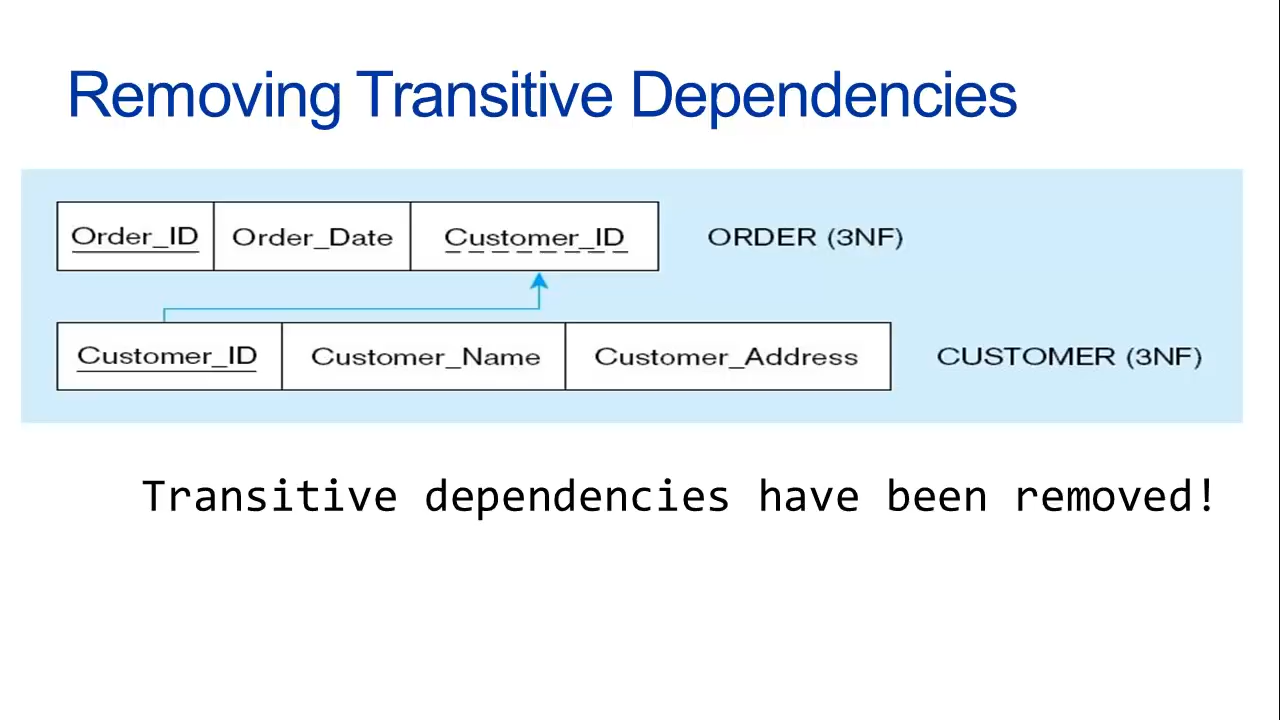 Removing Transitive Dependencies
Order_ID Order_Date Customer_ID ORDER (3NF)
Customer_ID Customer_Name Customer_Address CUSTOMER (3NF)
Transitive dependencies have been removed!